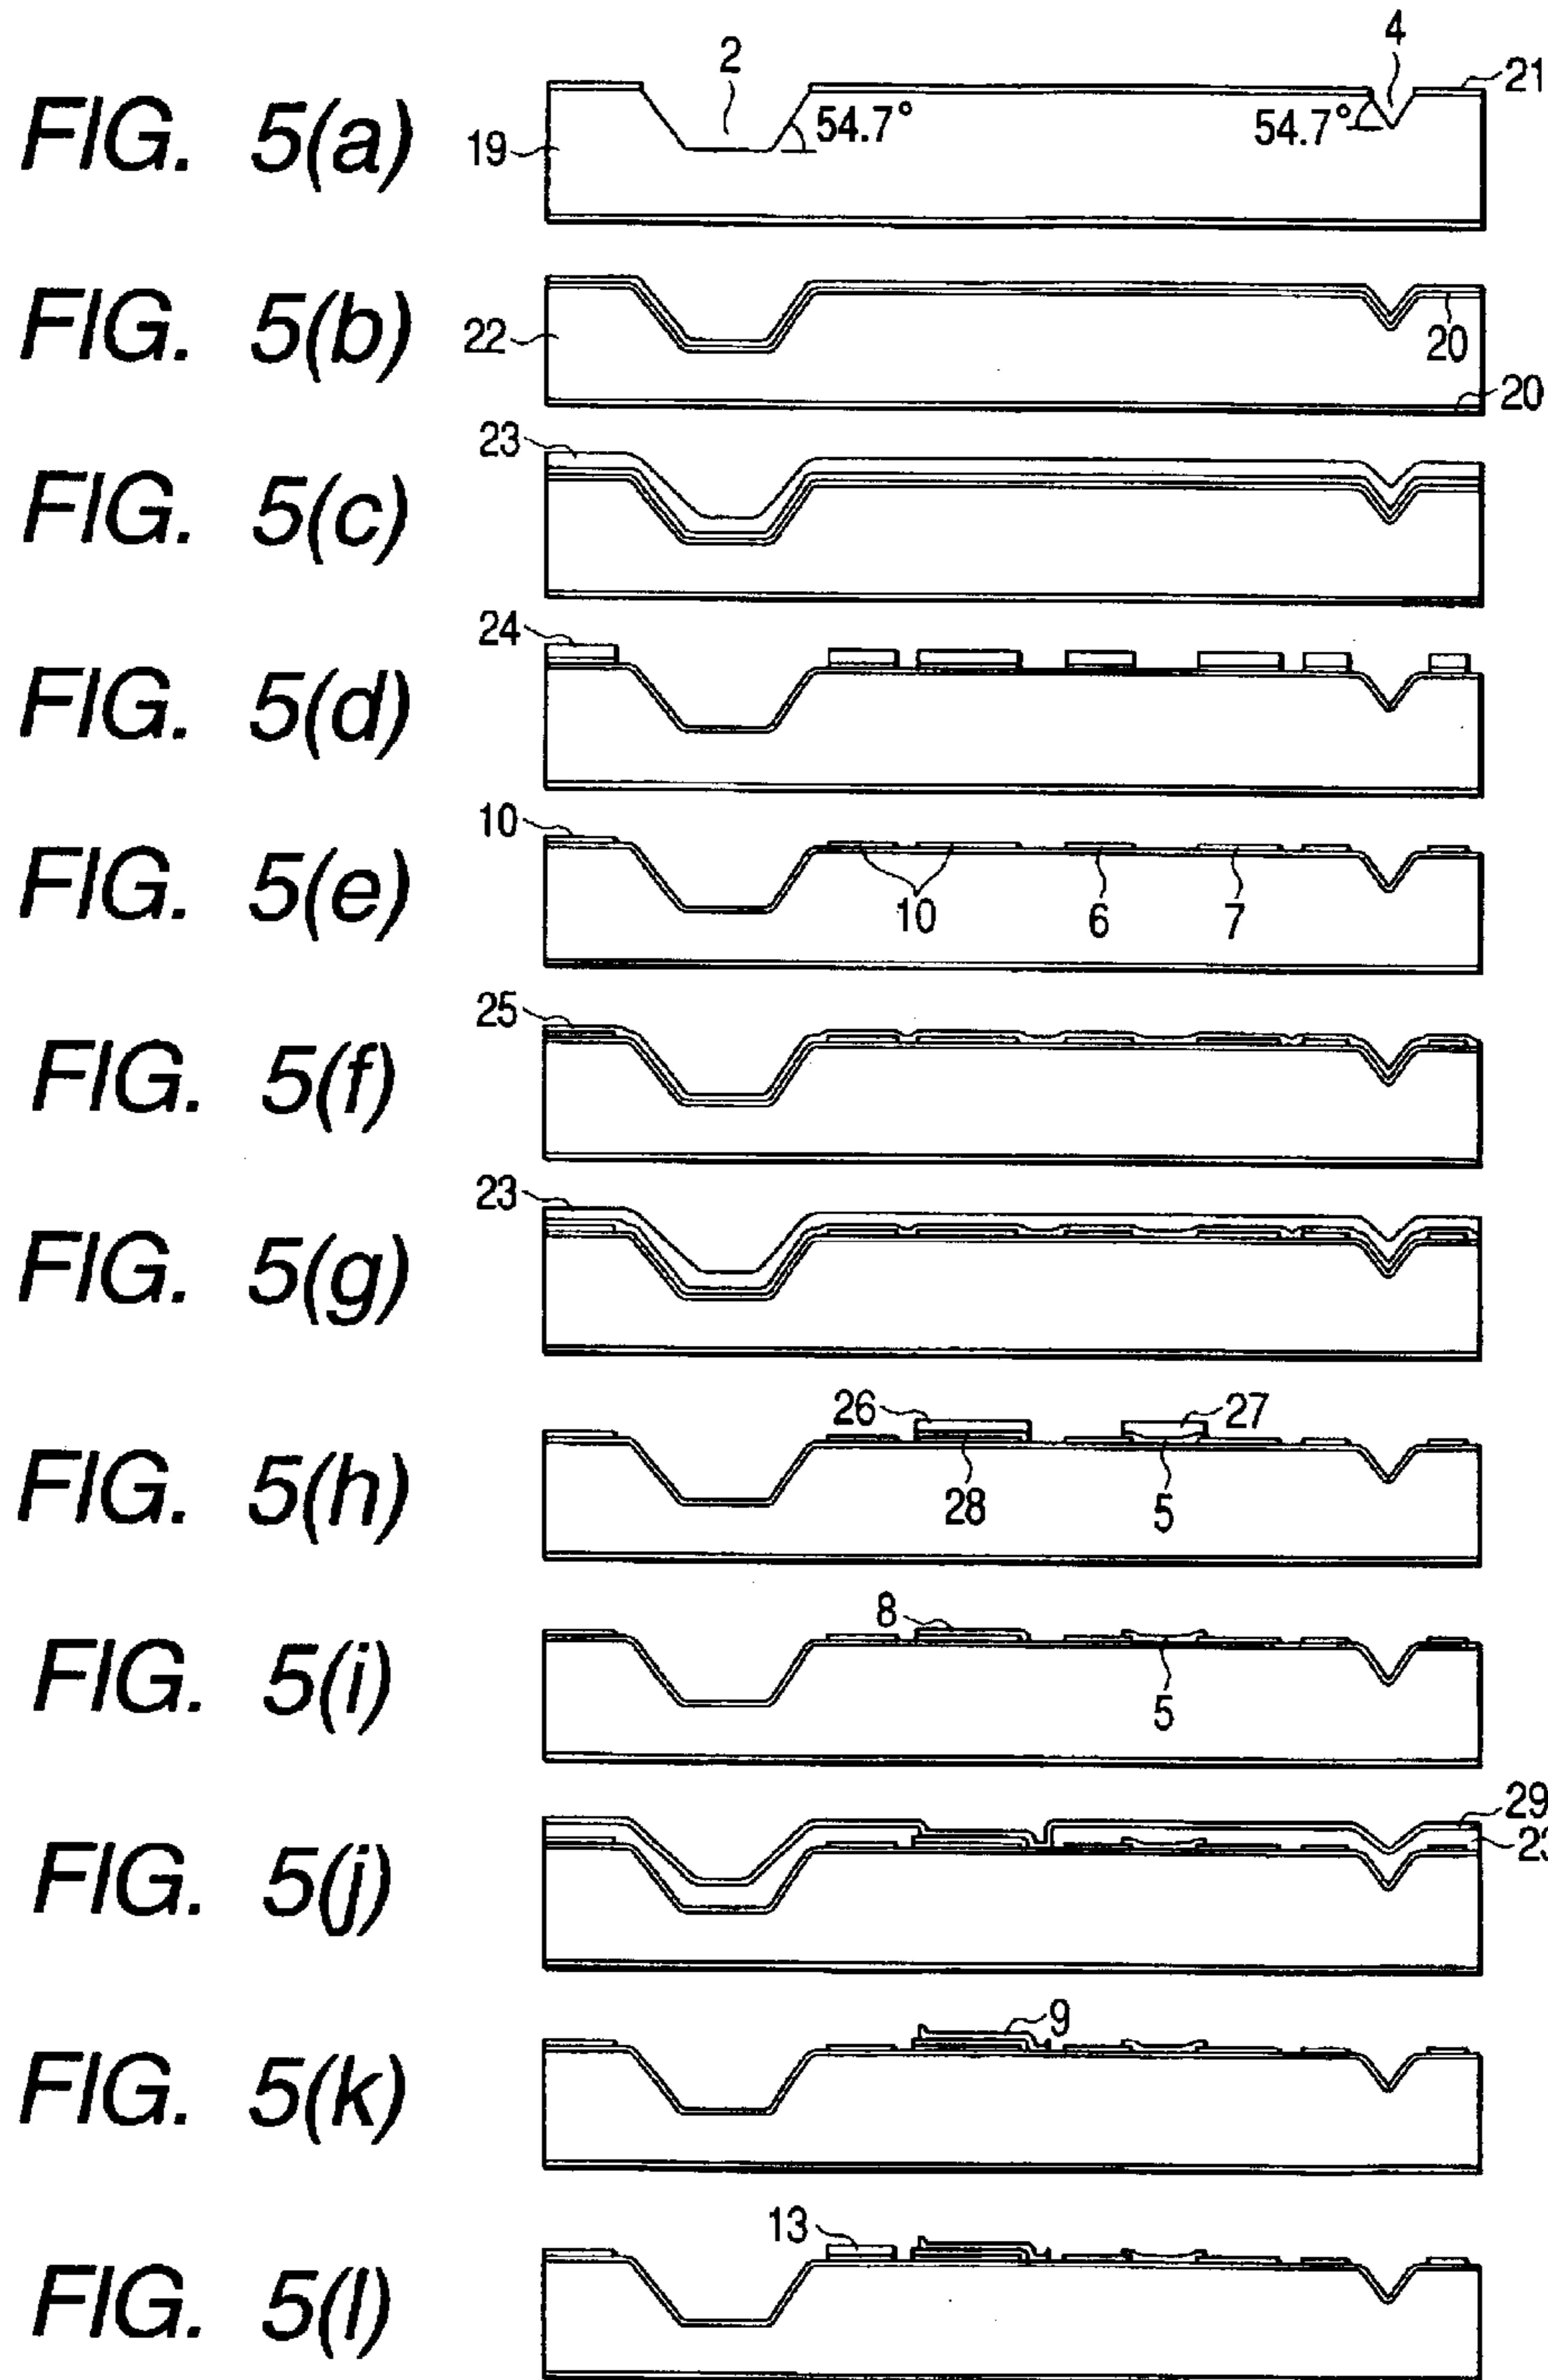 FIG. 5(a)
2
4
21
54.7°
54.7°
19
FIG. 5(b)
22
20
20
FIG. 5(c)
23
FIG. 5(d)
24
FIG. 5(e)
10
10
6
7
FIG. 5(f)
25
FIG. 5(g)
23
FIG. 5(h)
26
27
28
5
FIG. 5(i)
8
5
FIG. 5(j)
29
23
FIG. 5(k)
9
FIG. 5(l)
13